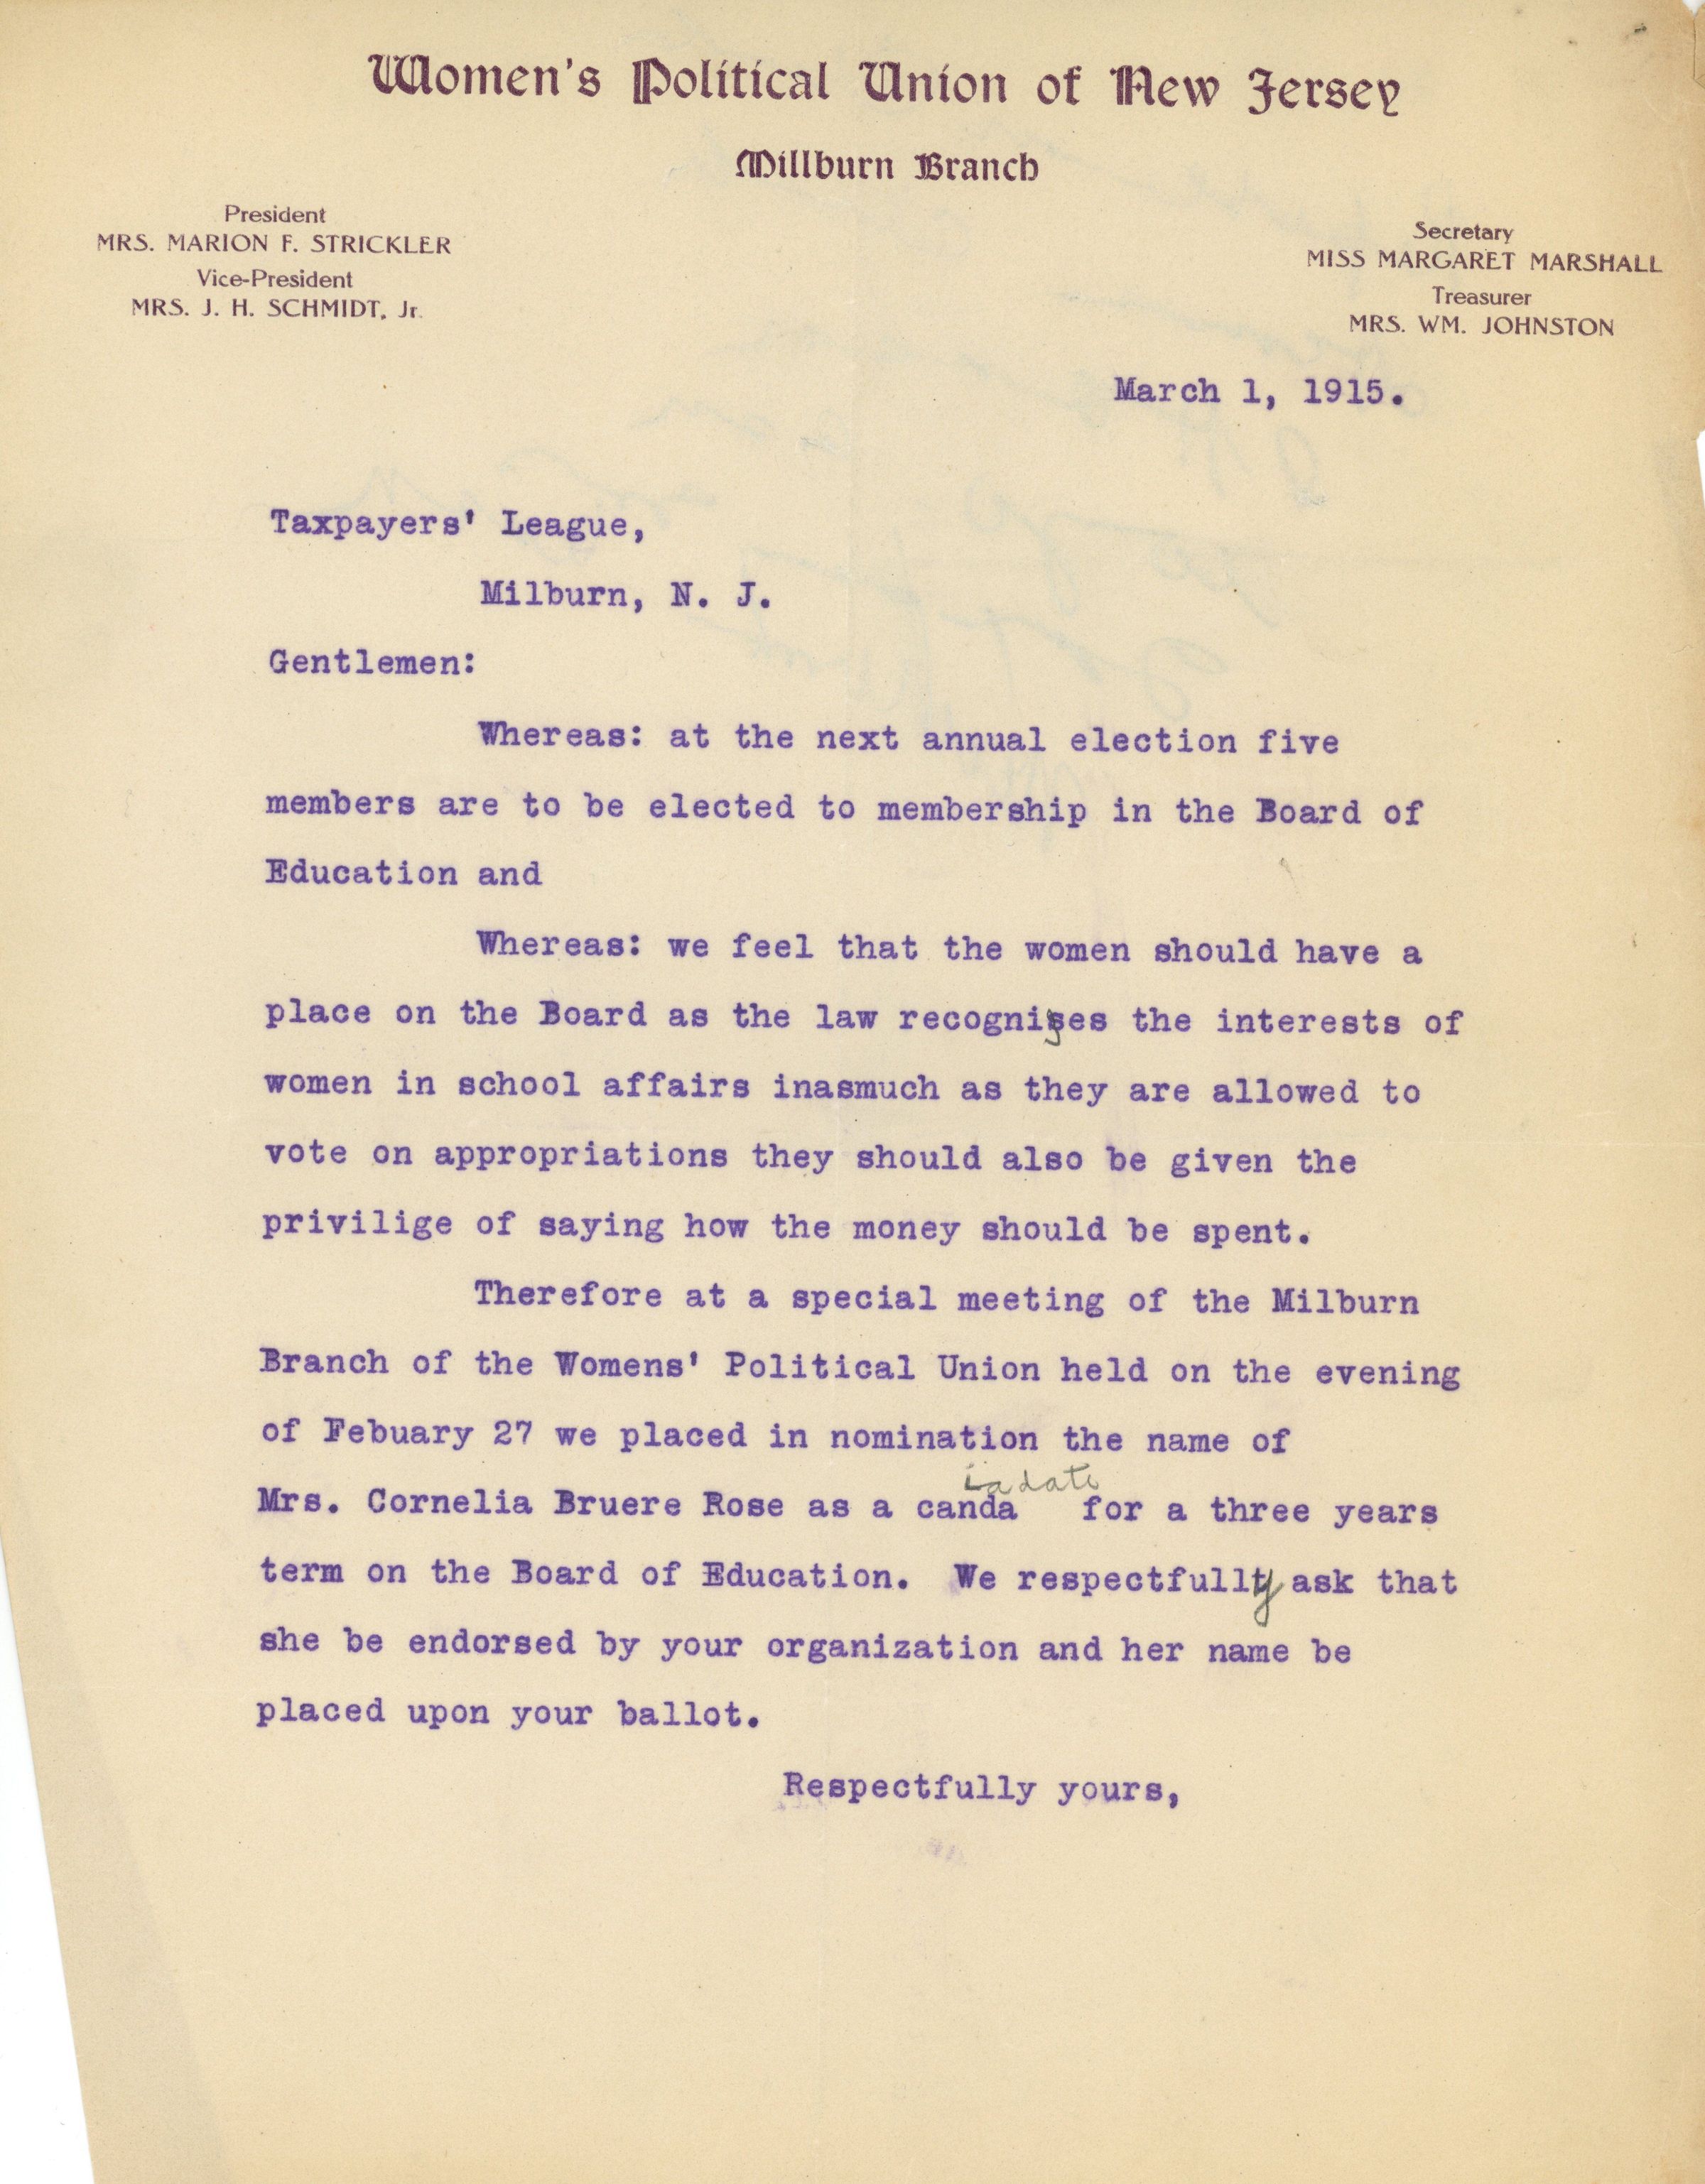 Women's Political Union of New Jersey
Millburn Branch
President
MRS. MARION F. STRICKLER
Vice-President
MRS. J. H. SCHMIDT, Jr.
Secretary
MISS MARGARET MARSHALL
Treasurer
MRS. WM. JOHNSTON
March 1, 1915.
Taxpayers' League,
Milburn, N. J.
Gentlemen:
Whereas: at the next annual election five
members are to be elected to membership in the Board of
Education and
Whereas: we feel that the women should have a
place on the Board as the law recognizes the interests of
women in school affairs inasmuch as they are allowed to
vote on appropriations they should also be given the
privilige of saying how the money should be spent.
Therefore at a special meeting of the Milburn
Branch of the Womens' Political Union held on the evening
of Febuary 27 we placed in nomination the name of
iadate
Mrs. Cornelia Bruere Rose as a canda for a three years
term on the Board of Education. We respectfully ask that
she be endorsed by your organization and her name be
placed upon your ballot.
Respectfully yours,